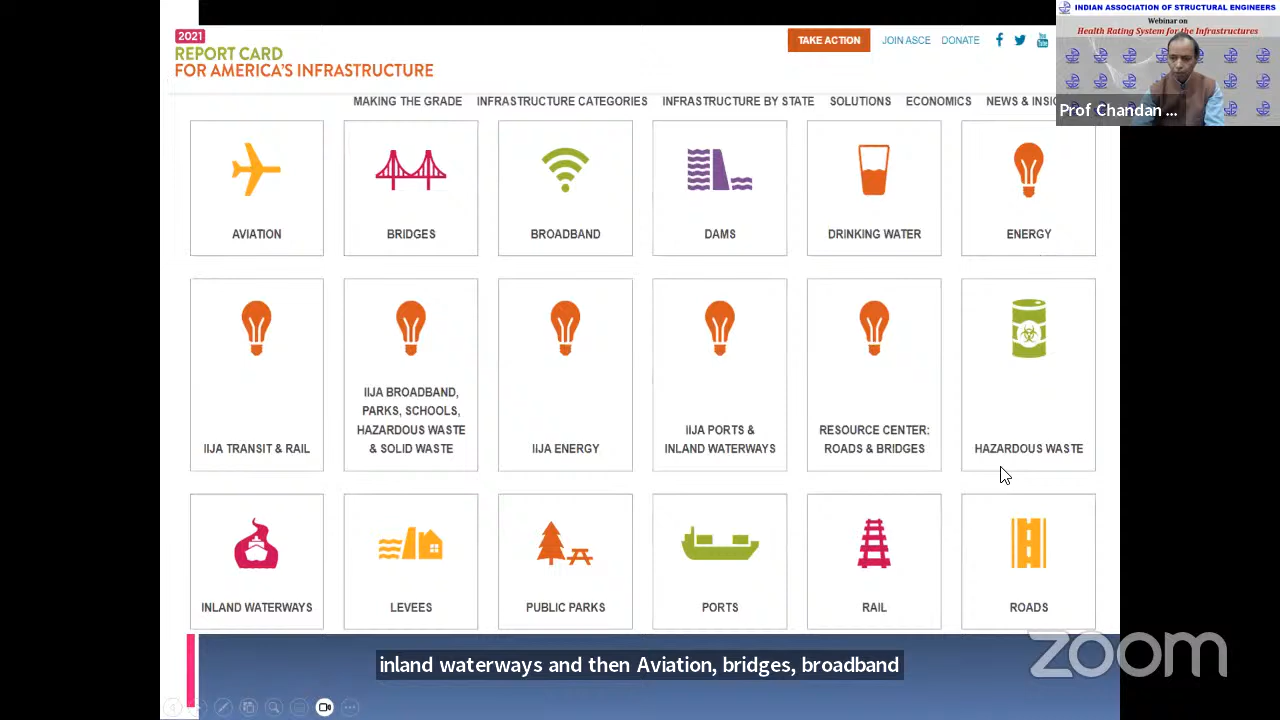 INDIAN ASSOCIATION OF STRUCTURAL ENGINEERS
Webinar on
Health Rating System for the Infrastructures
Prof Chandan ...
2021
REPORT CARD
FOR AMERICA'S INFRASTRUCTURE
TAKE ACTION
JOIN ASCE
DONATE
MAKING THE GRADE
INFRASTRUCTURE CATEGORIES
INFRASTRUCTURE BY STATE
SOLUTIONS
ECONOMICS
NEWS &
AVIATION
BRIDGES
BROADBAND
DAMS
DRINKING WATER
ENERGY
IIJA TRANSIT & RAIL
IIJA BROADBAND,
PARKS, SCHOOLS,
HAZARDOUS WASTE
& SOLID WASTE
IIJA ENERGY
IIJA PORTS &
INLAND WATERWAYS
RESOURCE CENTER:
ROADS & BRIDGES
HAZARDOUS WASTE
INLAND WATERWAYS
LEVEES
PUBLIC PARKS
PORTS
RAIL
ROADS
inland waterways and then Aviation, bridges, broadband
zoom